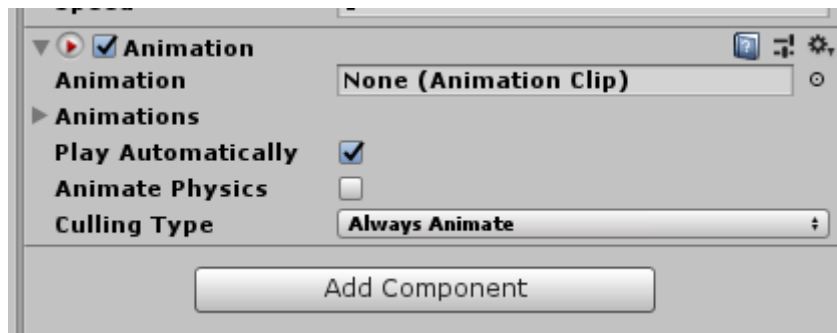 Animation
Animation None (Animation Clip)
Animations
Play Automatically
Animate Physics
Culling Type Always Animate
Add Component